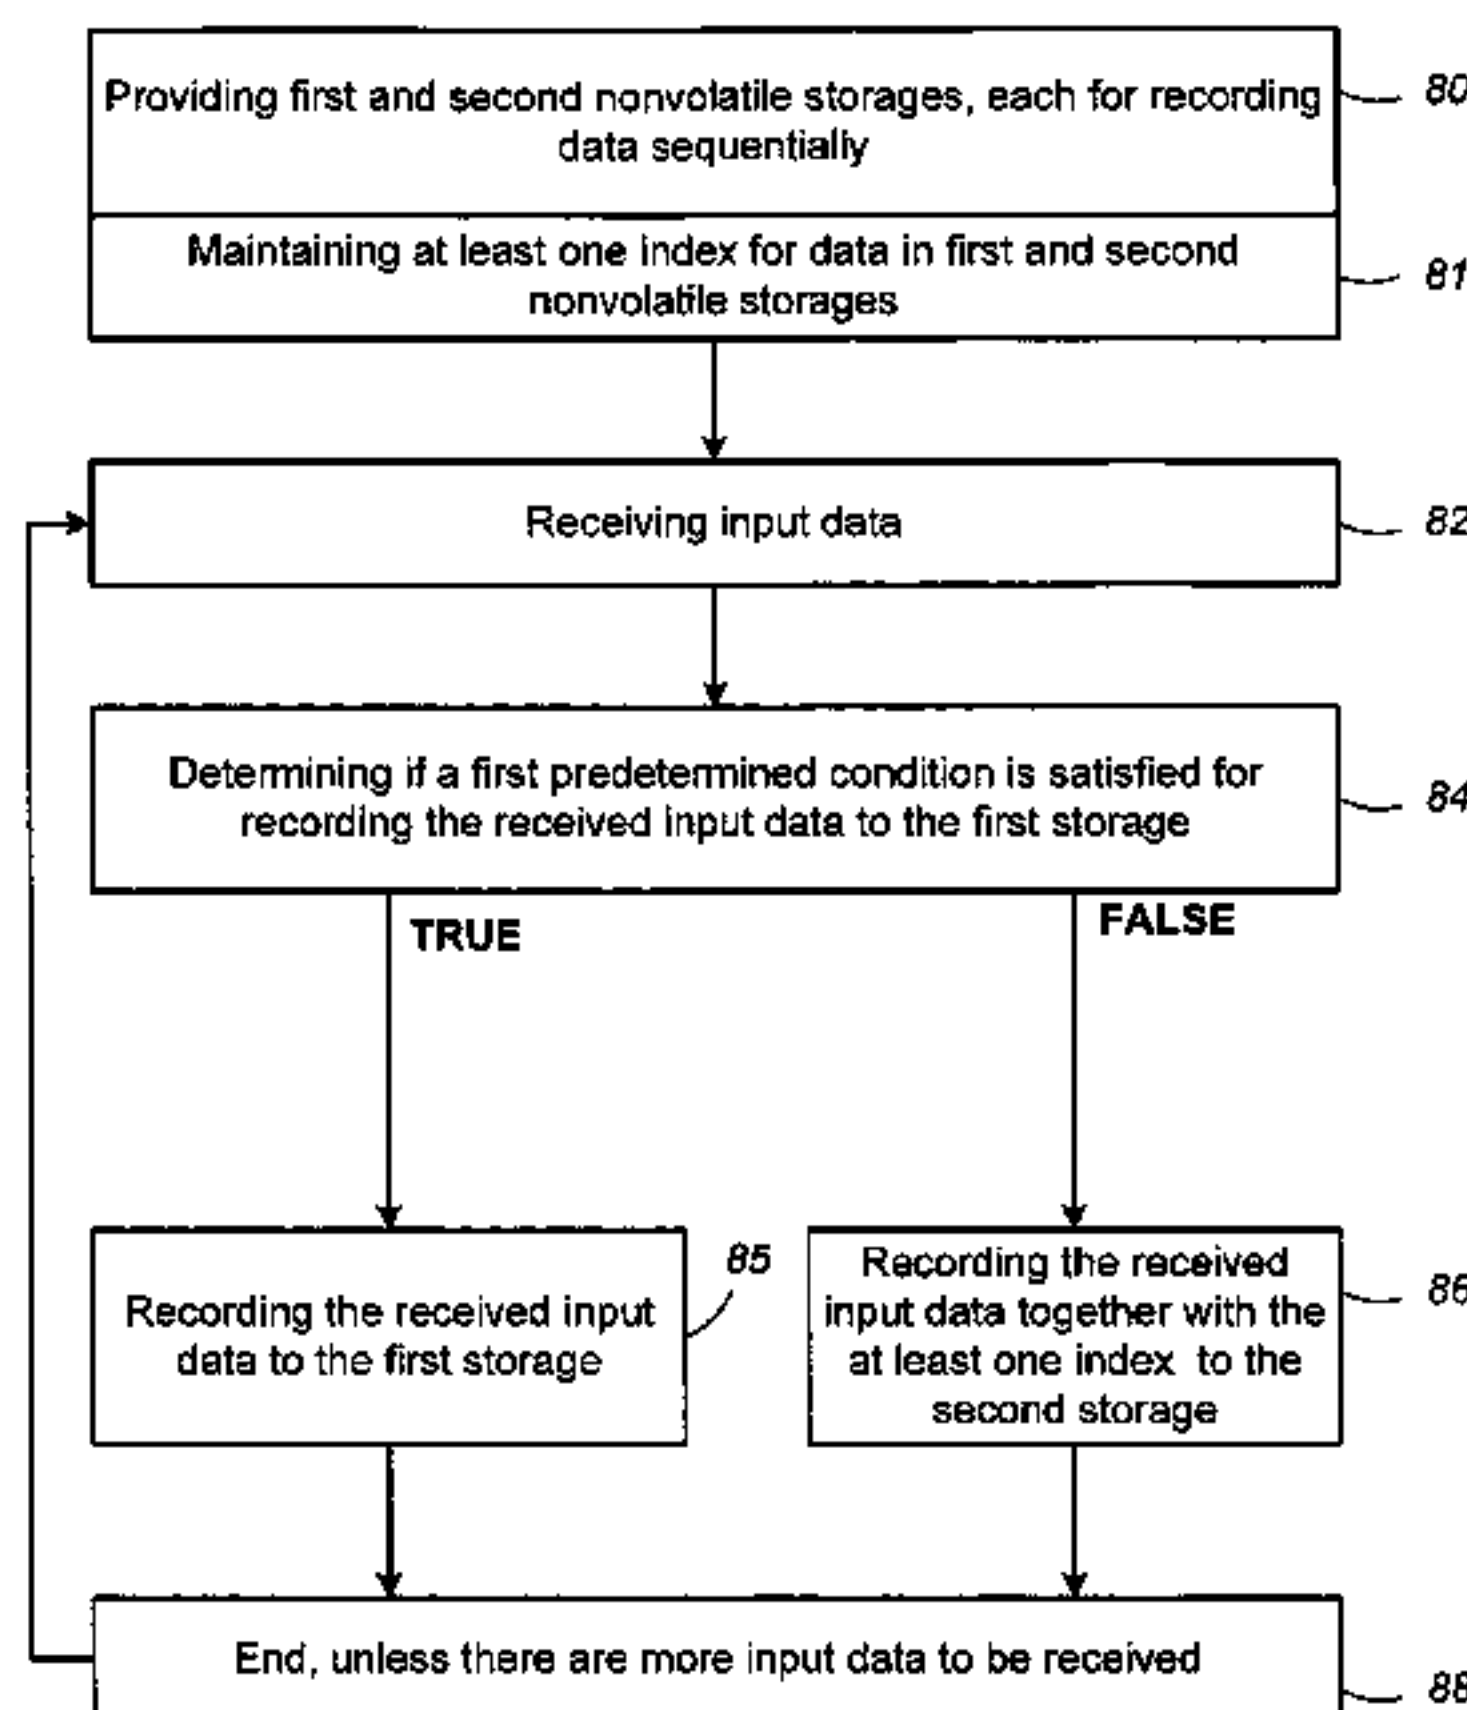 Providing first and second nonvolatile storages, each for recording
data sequentially
80
Maintaining at least one index for data in first and second
nonvolatile storages
81
Receiving input data
82
Determining if a first predetermined condition is satisfied for
recording the received input data to the first storage
84
TRUE
FALSE
Recording the received input
data to the first storage
85
Recording the received
input data together with the
at least one index to the
second storage
86
End, unless there are more input data to be received
88